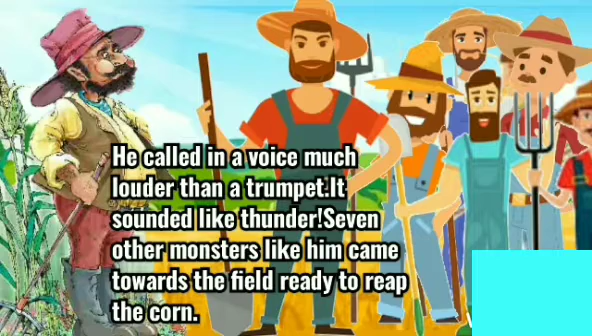 He called in a voice much
louder than a trumpet.It
sounded like thunder!Seven
other monsters like him came
towards the field ready to reap
the corn.